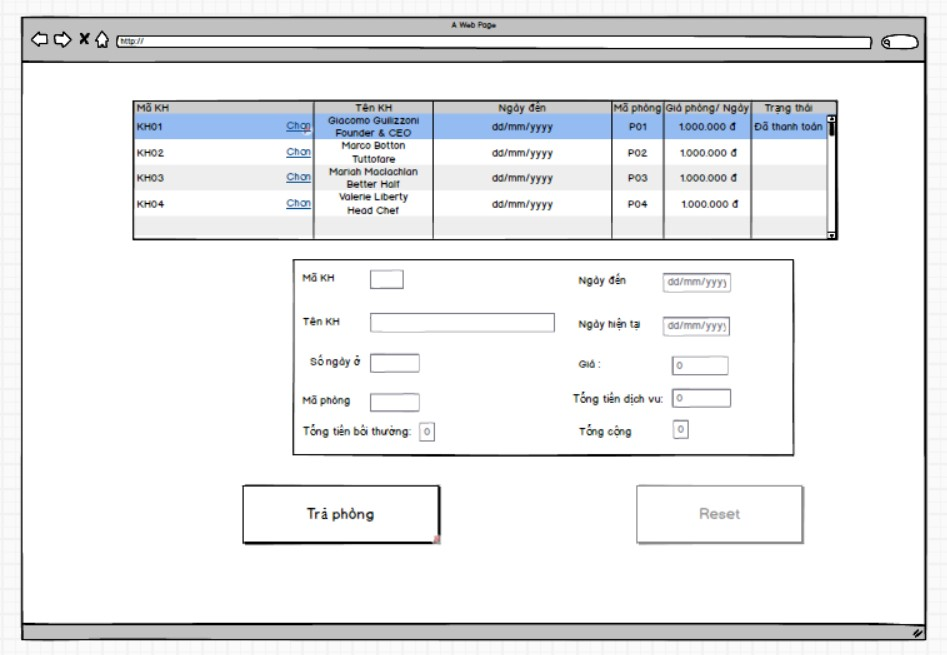 A Web Page
http://
Mã KH Tên KH Ngày đến Mã phòng Giá phòng/ Ngày Trạng thái
KH01 Chọn Giacomo Guilizzoni Founder & CEO dd/mm/yyyy P01 1.000.000 đ Đã thanh toán
KH02 Chọn Marco Botton Tuttofare dd/mm/yyyy P02 1.000.000 đ
KH03 Chọn Mariah Maclachlan Better Half dd/mm/yyyy P03 1.000.000 đ
KH04 Chọn Valerie Liberty Head Chef dd/mm/yyyy P04 1.000.000 đ
Mã KH Ngày đến dd/mm/yyyy
Tên KH Ngày hiện tại dd/mm/yyyy
Số ngày ở Giá : 0
Mã phòng Tổng tiền dịch vu: 0
Tổng tiền bồi thường: 0 Tổng cộng 0
Trả phòng Reset